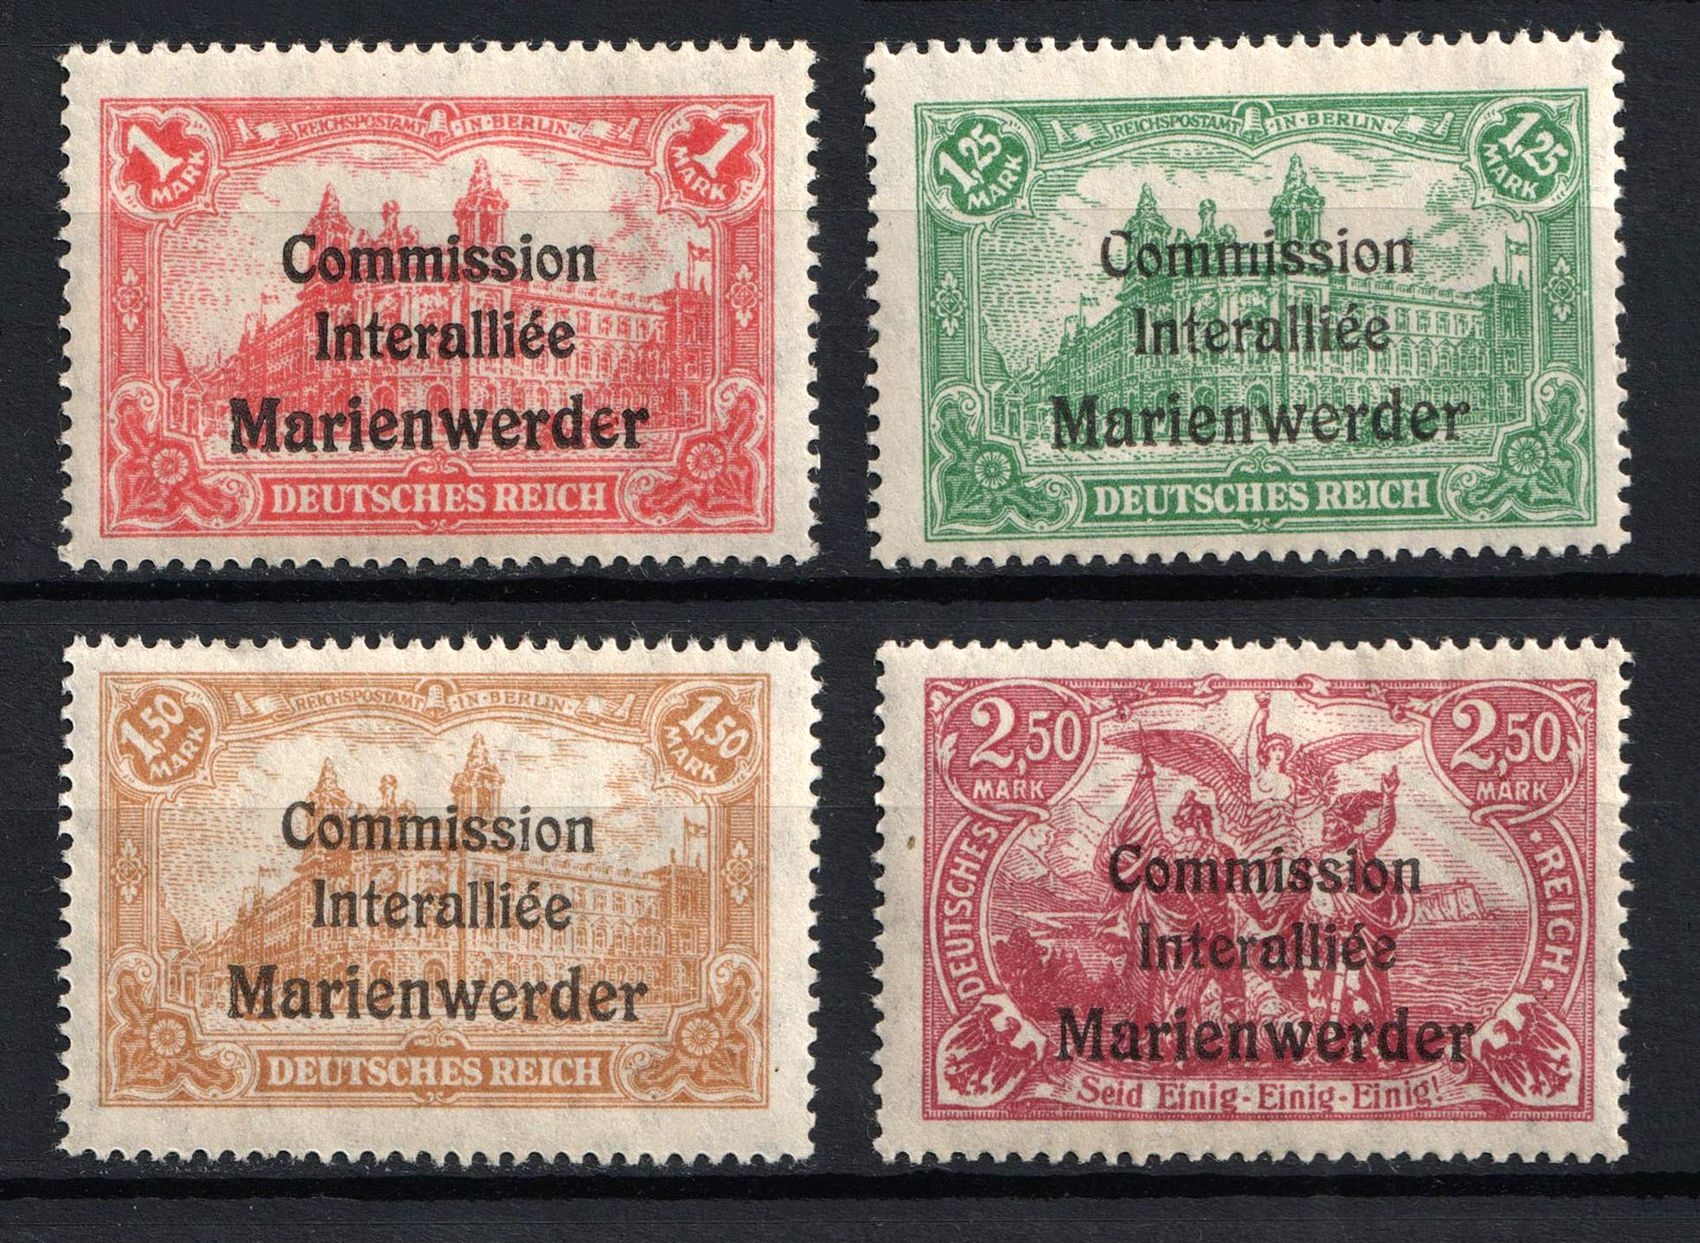 1 MARK
REICHSPOSTAMT IN·BERLIN·
1 MARK
Commission
Interalliée
Marienwerder
DEUTSCHES REICH
1,25 MARK
REICHSPOSTAMT IN·BERLIN·
1,25 MARK
Commission
Interalliée
Marienwerder
DEUTSCHES REICH
1,50 MARK
REICHSPOSTAMT IN·BERLIN·
1,50 MARK
Commission
Interalliée
Marienwerder
DEUTSCHES REICH
2,50 MARK
2,50 MARK
DEUTSCHES * REICH *
Commission
Interalliée
Marienwerder
Seid Einig-Einig-Einig!